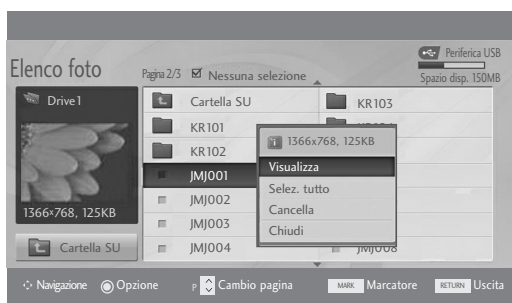 Periferica USB
Elenco foto
Pagina 2/3
Nessuna selezione
Spazio disp. 150MB
Drive1
Cartella SU
KR103
KR101
KR102
1366x768, 125KB
JMJ001
Visualizza
JMJ002
Selez. tutto
JMJ003
Cancella
JMJ004
Chiudi
JMJ008
1366x768, 125KB
Cartella SU
Navigazione
Opzione
P
Cambio pagina
MARK
Marcatore
RETURN
Uscita